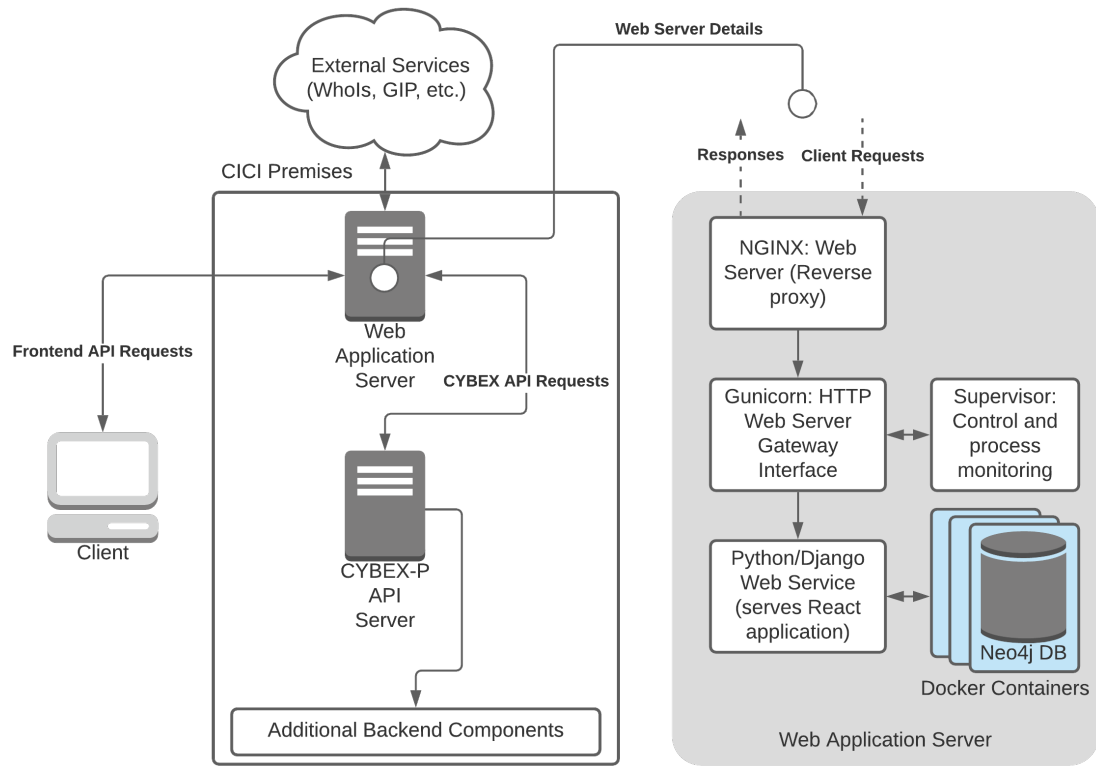 Web Server Details
External Services
(WhoIs, GIP, etc.)
CICI Premises
Responses
Client Requests
Web
Application
Server
Frontend API Requests
CYBEX API Requests
Client
CYBEX-P
API
Server
Additional Backend Components
NGINX: Web
Server (Reverse
proxy)
Gunicorn: HTTP
Web Server
Gateway
Interface
Supervisor:
Control and
process
monitoring
Python/Django
Web Service
(serves React
application)
Neo4j DB
Docker Containers
Web Application Server